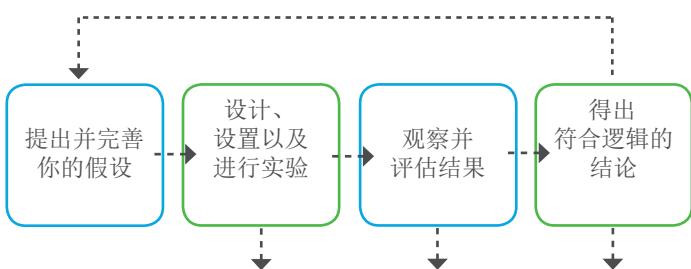 提出并完善
你的假设
设计、
设置以及
进行实验
观察并
评估结果
得出
符合逻辑的
结论